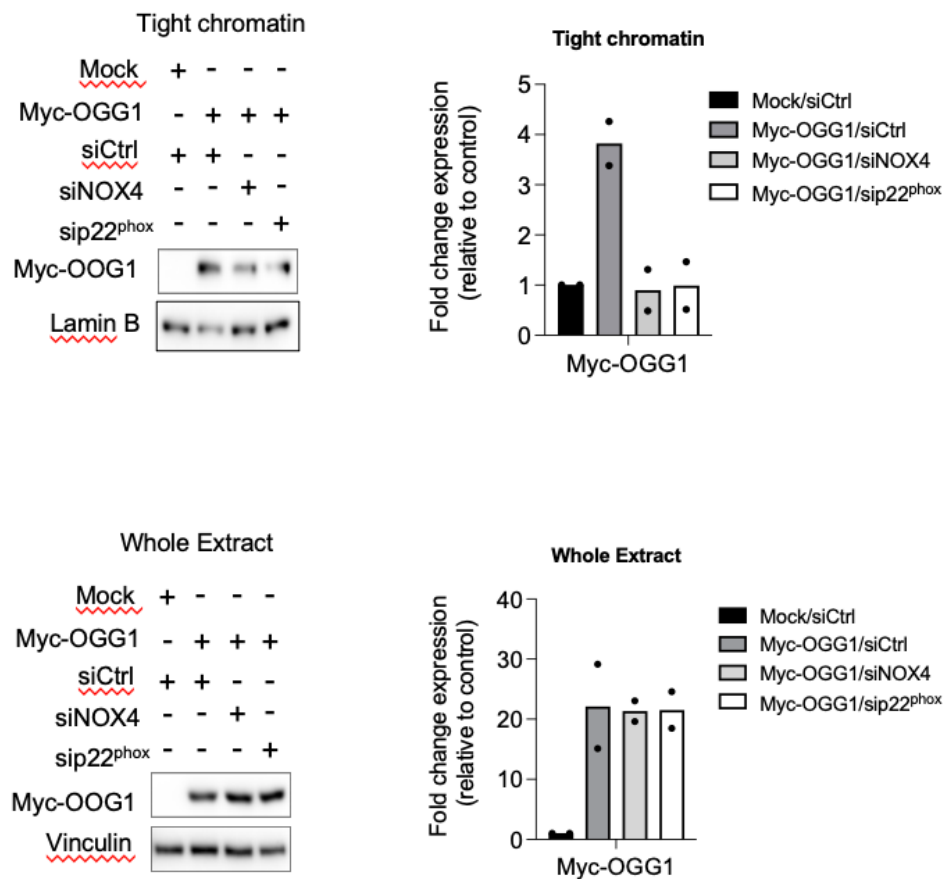 Tight chromatin
Mock + - - -
Myc-OGG1 - + + +
siCtrl + + - -
siNOX4 - - + -
sip22phox - - - +
Myc-OOG1
Lamin B
Tight chromatin
Fold change expression
(relative to control)
5
4
3
2
1
0
Myc-OGG1
Mock/siCtrl
Myc-OGG1/siCtrl
Myc-OGG1/siNOX4
Myc-OGG1/sip22phox
Whole Extract
Mock + - - -
Myc-OGG1 - + + +
siCtrl + + - -
siNOX4 - - + -
sip22phox - - - +
Myc-OOG1
Vinculin
Whole Extract
Fold change expression
(relative to control)
40
30
20
10
0
Myc-OGG1
Mock/siCtrl
Myc-OGG1/siCtrl
Myc-OGG1/siNOX4
Myc-OGG1/sip22phox